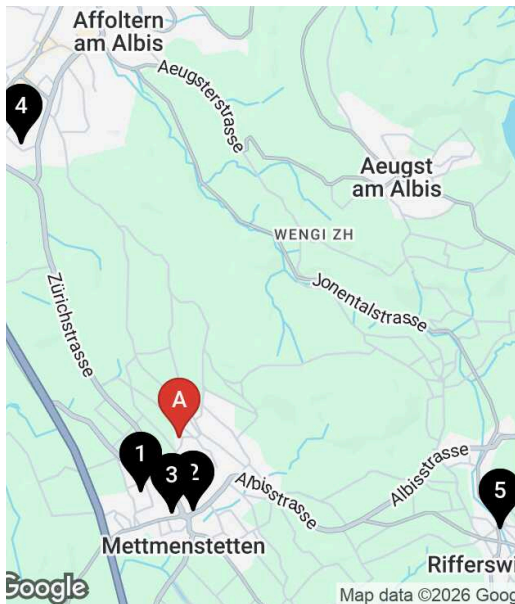 Affoltern
am Albis
Aeugsterstrasse
4
Aeugst
am Albis
WENGI ZH
Jonentalstrasse
Zürichstrasse
A
1
3
2
Albisstrasse
Albisstrasse
5
Mettmenstetten
Rifferswi
Google
Map data ©2026 Goog